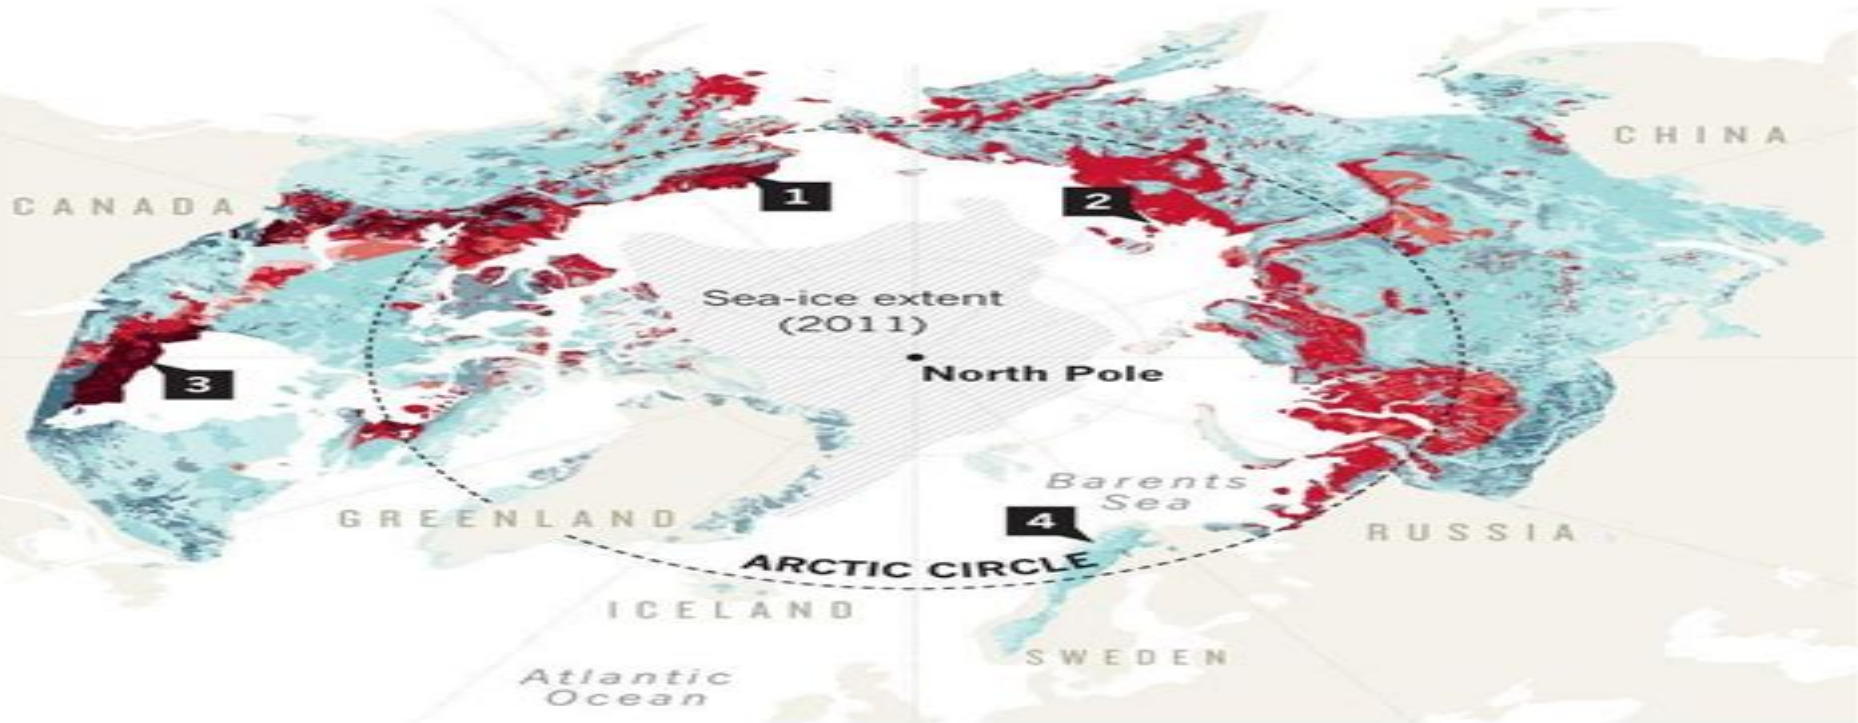 CHINA
CANADA
1
2
Sea-ice extent
(2011)
North Pole
3
Barents
Sea
GREENLAND
4
RUSSIA
ARCTIC CIRCLE
ICELAND
SWEDEN
Atlantic
Ocean